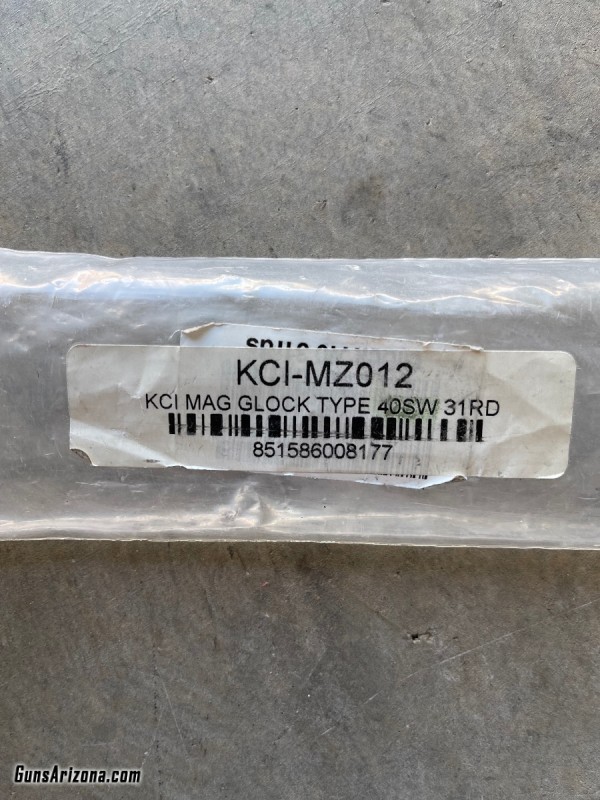 KCI-MZ012
KCI MAG GLOCK TYPE 40SW 31RD
851586008177
GunsArizona.com